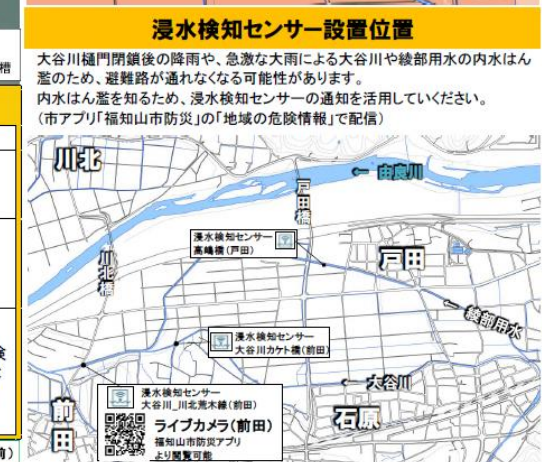 浸水検知センサー設置位置
大谷川樋門閉鎖後の降雨や、急激な大雨による大谷川や綾部用水の内水はん
濫のため、避難路が通れなくなる可能性があります。
内水はん濫を知るため、浸水検知センサーの通知を活用していください。
（市アプリ「福知山市防災」の「地域の危険情報」で配信）
槽
川北
← 由良川
戸田橋
浸水検知センサー
高嶋橋（戸田）
戸田
川北橋
← 綾部用水
浸水検知センサー
大谷川カケト橋（前田）
← 大谷川
険
浸水検知センサー
大谷川_川北荒木線（前田）
前田
ライブカメラ（前田）
石原
福知山市防災アプリ
より閲覧可能
前）